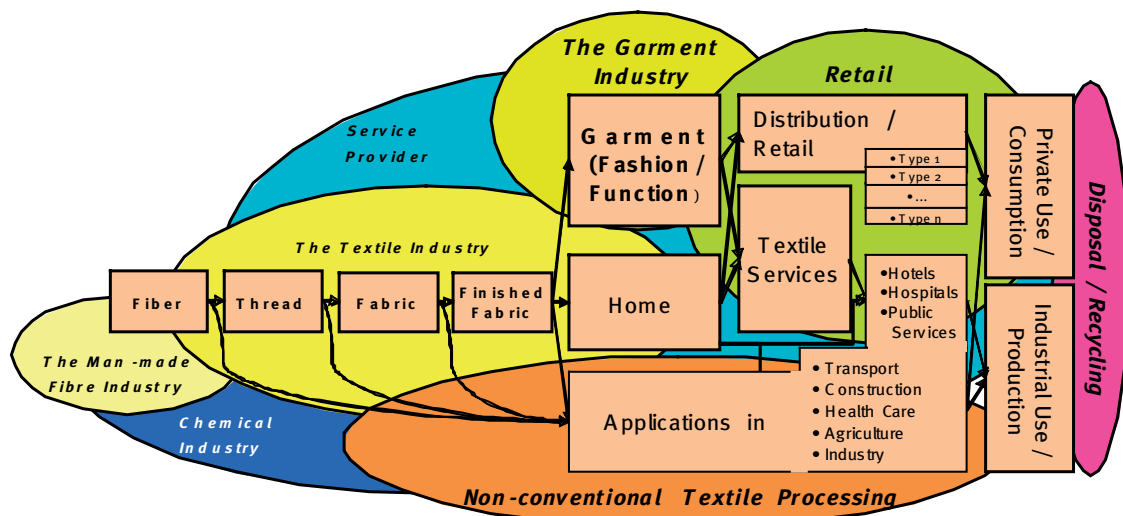 The Garment
Industry
Retail
Service
Provider
Garment
(Fashion /
Function)
Distribution /
Retail
• Type 1
• Type 2
• ...
• Type n
Private Use /
Consumption
Disposal / Recycling
The Textile Industry
Textile
Services
Fiber
Thread
Fabric
Finished
Fabric
Home
• Hotels
• Hospitals
• Public
Services
The Man-made
Fibre Industry
Industrial Use /
Production
Applications in
• Transport
• Construction
• Health Care
• Agriculture
• Industry
Chemical
Industry
Non-conventional Textile Processing